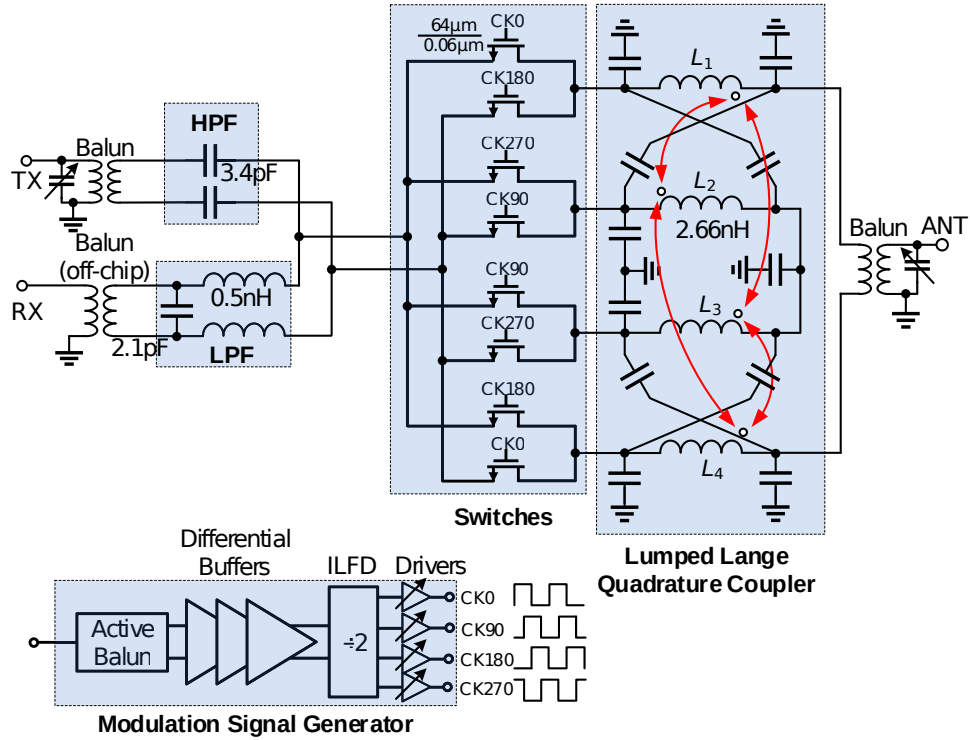 64μm
0.06μm
CK0
CK180
CK270
CK90
CK90
CK270
CK180
CK0
Switches
HPF
3.4pF
Balun
TX
Balun
(off-chip)
RX
0.5nH
2.1pF
LPF
L1
L2
2.66nH
L3
L4
Balun
ANT
Lumped Lange
Quadrature Coupler
Differential
Buffers
ILFD
Drivers
Active
Balun
÷2
CK0
CK90
CK180
CK270
Modulation Signal Generator